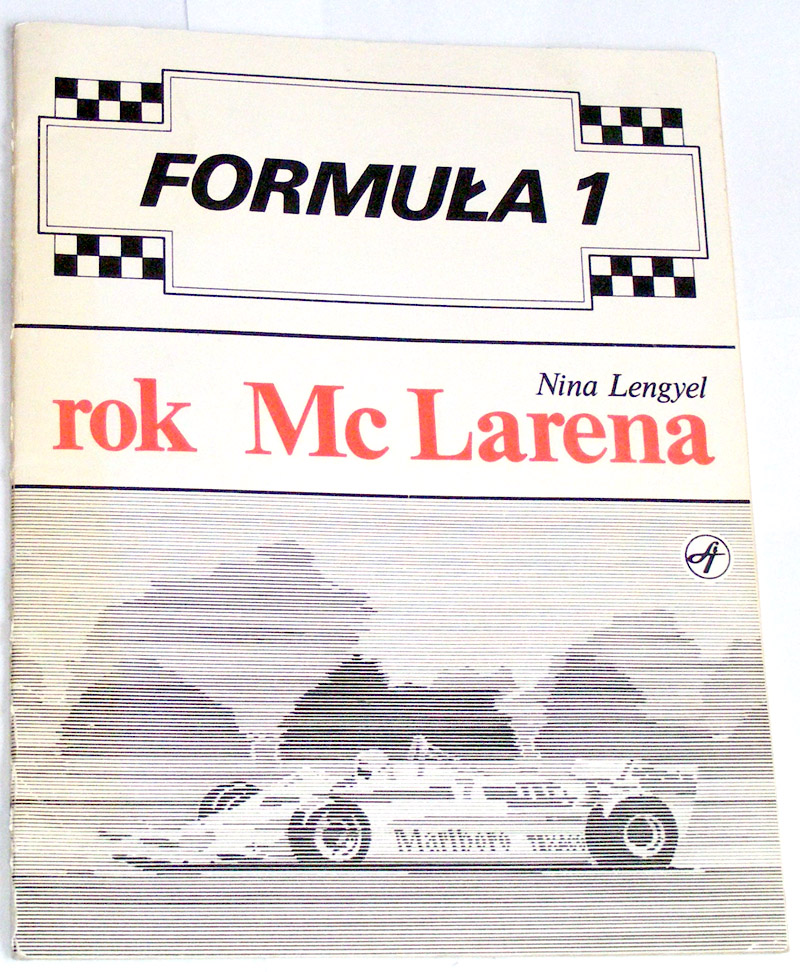 FORMUŁA 1
Nina Lengyel
rok Mc Larena
Marlboro